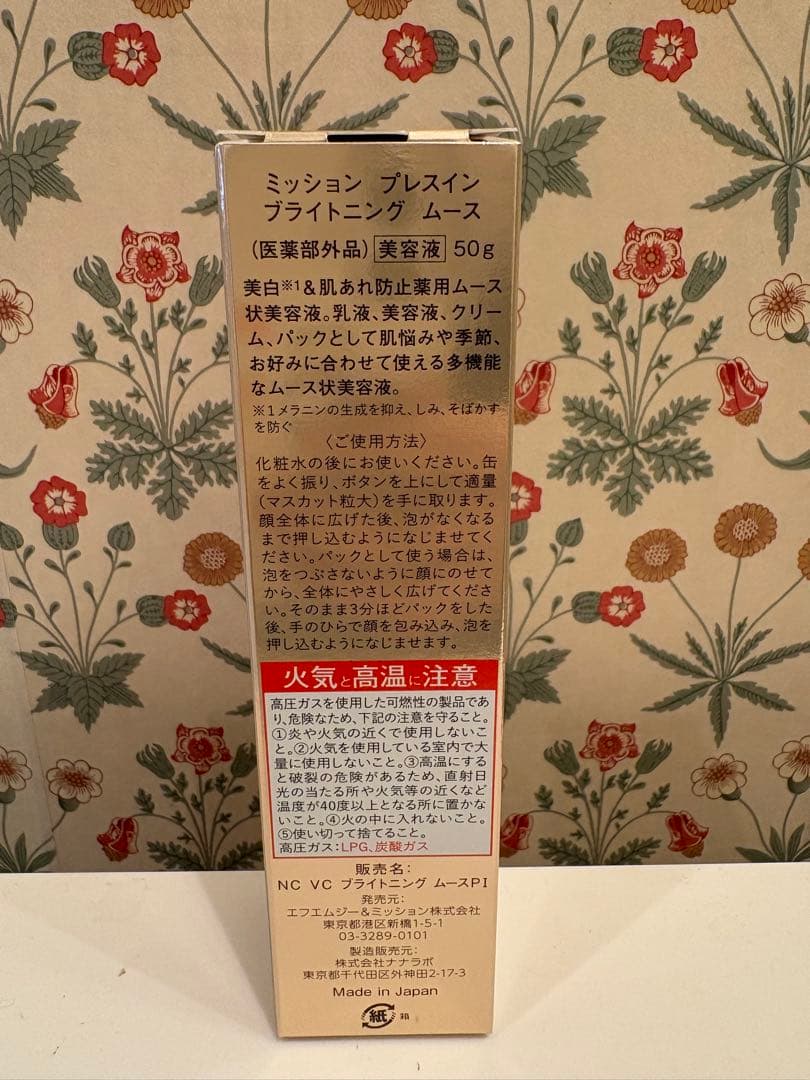 ミッション プレスイン
ブライトニング ムース
(医薬部外品) 美容液 50g
美白※1&肌あれ防止薬用ムース
状美容液。乳液、美容液、クリー
ム、パックとして肌悩みや季節、
お好みに合わせて使える多機能
なムース状美容液。
※1メラニンの生成を抑え、しみ、そばかす
を防ぐ
〈ご使用方法〉
化粧水の後にお使いください。缶
をよく振り、ボタンを上にして適量
(マスカット粒大)を手に取ります。
顔全体に広げた後、泡がなくなる
まで押し込むようになじませてく
ださい。パックとして使う場合は、
泡をつぶさないように顔にのせて
から、全体にやさしく広げてくださ
い。そのまま3分ほどパックをした
後、手のひらで顔を包み込み、泡を
押し込むようになじませます。
火気と高温に注意
高圧ガスを使用した可燃性の製品であ
り、危険なため、下記の注意を守ること。
①炎や火気の近くで使用しないこ
と。②火気を使用している室内で大
量に使用しないこと。③高温にする
と破裂の危険があるため、直射日
光の当たる所や火気等の近くなど
温度が40度以上となる所に置かな
いこと。④火の中に入れないこと。
⑤使い切って捨てること。
高圧ガス:LPG、炭酸ガス
販売名:
NC VC ブライトニング ムースPI
発売元:
エフエムジー&ミッション株式会社
東京都港区新橋1-5-1
03-3289-0101
製造販売元:
株式会社ナナラボ
東京都千代田区外神田2-17-3
Made in Japan
紙 箱